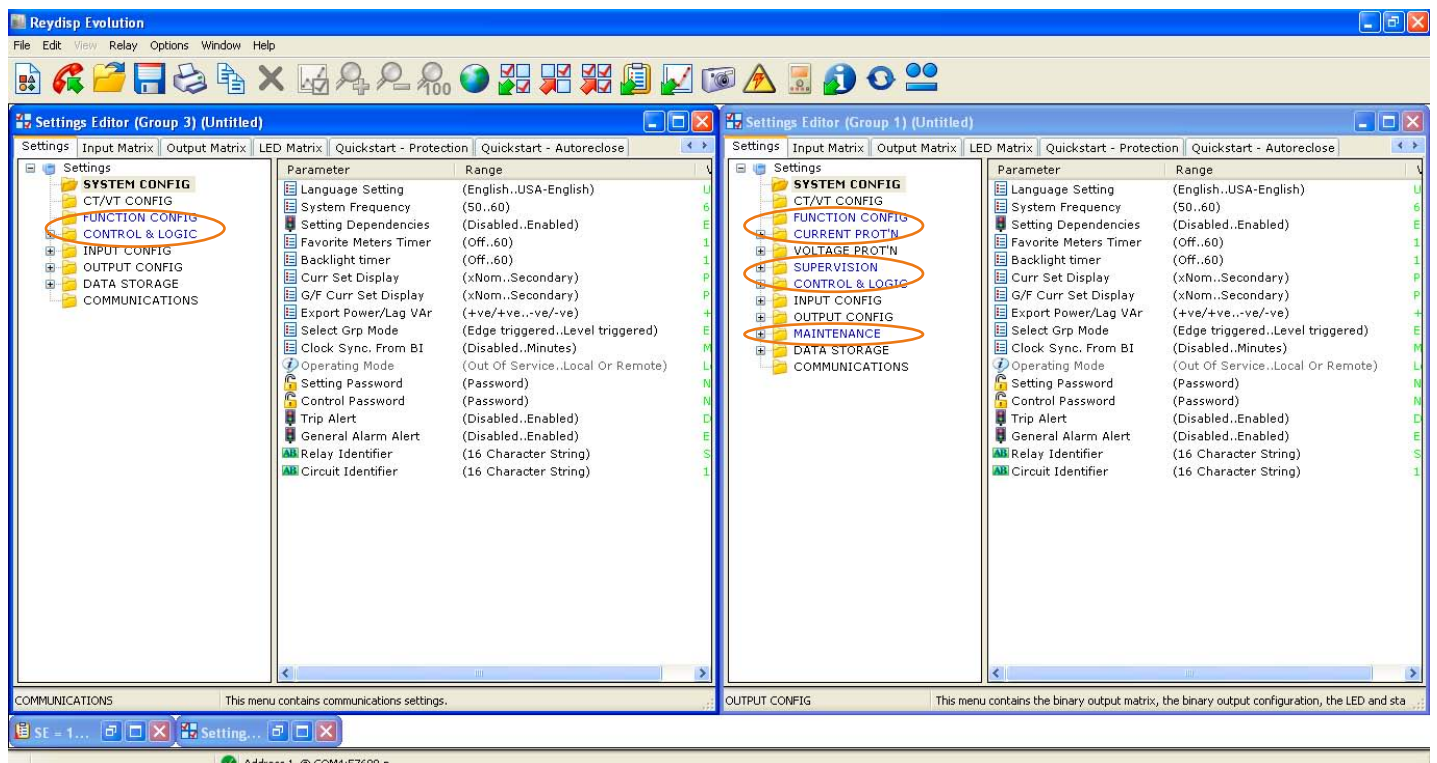 Reydisp Evolution
File Edit View Relay Options Window Help
100
Settings Editor (Group 3) (Untitled)
Settings Input Matrix Output Matrix LED Matrix Quickstart - Protection Quickstart - Autoreclose
Settings
SYSTEM CONFIG
CT/VT CONFIG
FUNCTION CONFIG
CONTROL & LOGIC
INPUT CONFIG
OUTPUT CONFIG
DATA STORAGE
COMMUNICATIONS
Parameter Range
Language Setting (English..USA-English)
System Frequency (50..60)
Setting Dependencies (Disabled..Enabled)
Favorite Meters Timer (Off..60)
Backlight timer (Off..60)
Curr Set Display (xNom..Secondary)
G/F Curr Set Display (xNom..Secondary)
Export Power/Lag VAr (+ve/+ve..-ve/-ve)
Select Grp Mode (Edge triggered..Level triggered)
Clock Sync. From BI (Disabled..Minutes)
Operating Mode (Out Of Service..Local Or Remote)
Setting Password (Password)
Control Password (Password)
Trip Alert (Disabled..Enabled)
General Alarm Alert (Disabled..Enabled)
AB Relay Identifier (16 Character String)
AB Circuit Identifier (16 Character String)
COMMUNICATIONS This menu contains communications settings.
Settings Editor (Group 1) (Untitled)
Settings Input Matrix Output Matrix LED Matrix Quickstart - Protection Quickstart - Autoreclose
Settings
SYSTEM CONFIG
CT/VT CONFIG
FUNCTION CONFIG
CURRENT PROT'N
VOLTAGE PROT'N
SUPERVISION
CONTROL & LOGIC
INPUT CONFIG
OUTPUT CONFIG
MAINTENANCE
DATA STORAGE
COMMUNICATIONS
Parameter Range
Language Setting (English..USA-English)
System Frequency (50..60)
Setting Dependencies (Disabled..Enabled)
Favorite Meters Timer (Off..60)
Backlight timer (Off..60)
Curr Set Display (xNom..Secondary)
G/F Curr Set Display (xNom..Secondary)
Export Power/Lag VAr (+ve/+ve..-ve/-ve)
Select Grp Mode (Edge triggered..Level triggered)
Clock Sync. From BI (Disabled..Minutes)
Operating Mode (Out Of Service..Local Or Remote)
Setting Password (Password)
Control Password (Password)
Trip Alert (Disabled..Enabled)
General Alarm Alert (Disabled..Enabled)
AB Relay Identifier (16 Character String)
AB Circuit Identifier (16 Character String)
OUTPUT CONFIG This menu contains the binary output matrix, the binary output configuration, the LED and sta
SE = 1... Setting...